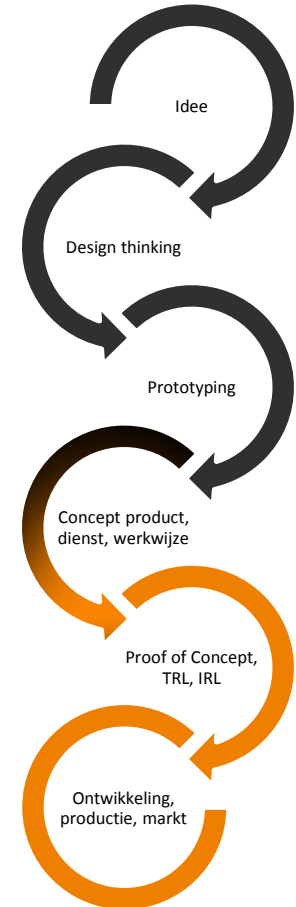 Idee
Design thinking
Prototyping
Concept product,
dienst, werkwijze
Proof of Concept,
TRL, IRL
Ontwikkeling,
productie, markt